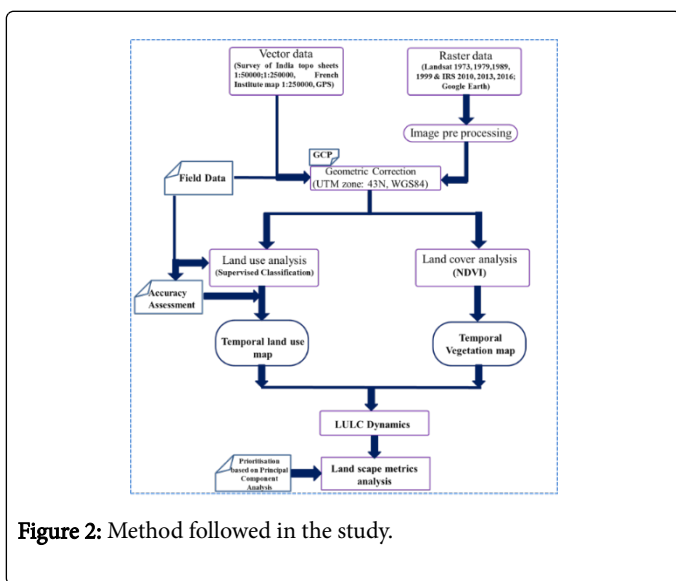 Vector data
(Survey of India topo sheets
1:50000;1:250000, French
Institute map 1:250000, GPS)
Raster data
(Landsat 1973, 1979,1989,
1999 & IRS 2010, 2013, 2016;
Google Earth)
Image pre processing
GCP
Geometric Correction
(UTM zone: 43N, WGS84)
Field Data
Land use analysis
(Supervised Classification)
Land cover analysis
(NDVI)
Accuracy
Assessment
Temporal land use
map
Temporal
Vegetation map
LULC Dynamics
Prioritisation
based on Principal
Component
Analysis
Land scape metrics
analysis
Figure 2: Method followed in the study.